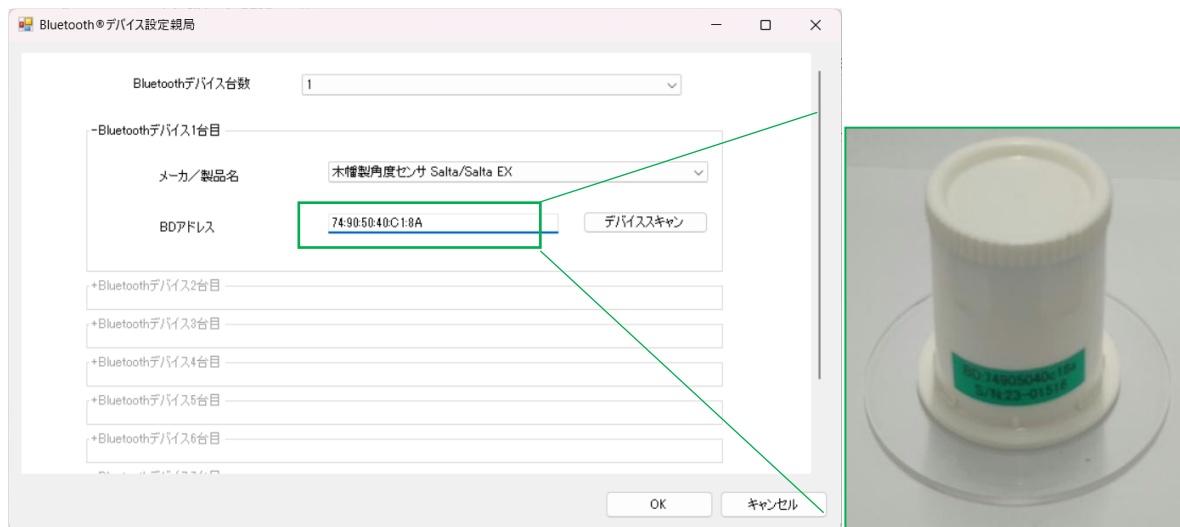 Bluetooth®デバイス設定親局
Bluetoothデバイス台数 1
-Bluetoothデバイス1台目
メーカ／製品名 木幡製角度センサ Salta/Salta EX
BDアドレス 74:90:50:40:C1:8A デバイススキャン
+Bluetoothデバイス2台目
+Bluetoothデバイス3台目
+Bluetoothデバイス4台目
+Bluetoothデバイス5台目
+Bluetoothデバイス6台目
OK キャンセル
BD:74905040c18a
S/N:23-01516